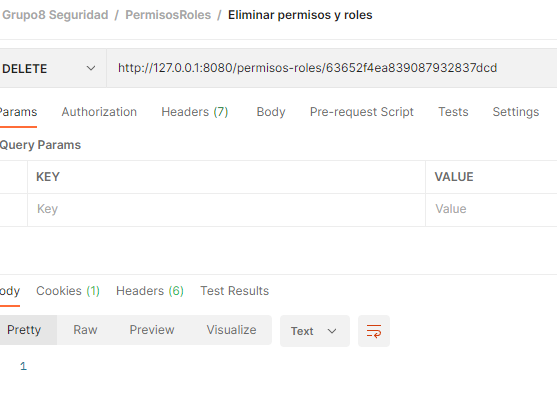 Grupo8 Seguridad / PermisosRoles / Eliminar permisos y roles
DELETE http://127.0.0.1:8080/permisos-roles/63652f4ea839087932837dcd
Params Authorization Headers (7) Body Pre-request Script Tests Settings
Query Params
KEY VALUE
Key Value
ody Cookies (1) Headers (6) Test Results
Pretty Raw Preview Visualize Text
1